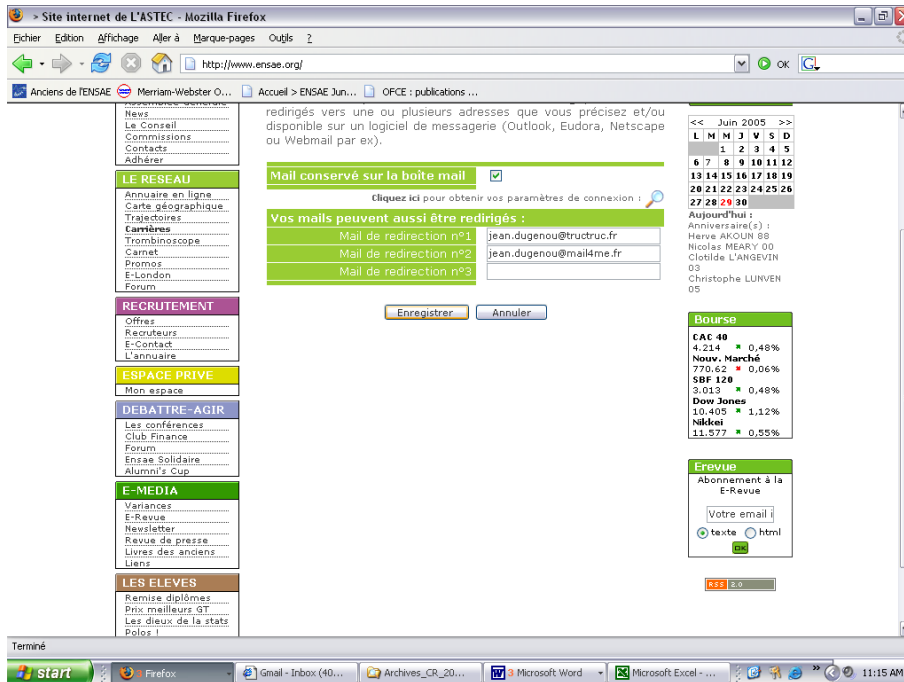 > Site internet de L'ASTEC - Mozilla Firefox
Fichier Edition Affichage Aller à Marque-pages Outils ?
http://www.ensae.org/
OK
G
Anciens de l'ENSAE
Merriam-Webster O...
Accueil > ENSAE Jun...
OFCE : publications ...
Assemblée Générale
News
Le Conseil
Commissions
Contacts
Adhérer
LE RESEAU
Annuaire en ligne
Carte géographique
Trajectoires
Carrières
Trombinoscope
Carnet
Promos
E-London
Forum
RECRUTEMENT
Offres
Recruteurs
E-Contact
L'annuaire
ESPACE PRIVE
Mon espace
DEBATTRE-AGIR
Les conférences
Club Finance
Forum
Ensae Solidaire
Alumni's Cup
E-MEDIA
Variances
E-Revue
Newsletter
Revue de presse
Livres des anciens
Liens
LES ELEVES
Remise diplômes
Prix meilleurs GT
Les dieux de la stats
Polos !
redirigés vers une ou plusieurs adresses que vous précisez et/ou
disponible sur un logiciel de messagerie (Outlook, Eudora, Netscape
ou Webmail par ex).
Mail conservé sur la boîte mail
Cliquez ici pour obtenir vos paramètres de connexion :
Vos mails peuvent aussi être redirigés :
Mail de redirection nº1 jean.dugenou@tructruc.fr
Mail de redirection nº2 jean.dugenou@mail4me.fr
Mail de redirection nº3
Enregistrer Annuler
<< Juin 2005 >>
L M M J V S D
1 2 3 4 5
6 7 8 9 10 11 12
13 14 15 16 17 18 19
20 21 22 23 24 25 26
27 28 29 30
Aujourd'hui :
Anniversaire(s) :
Herve AKOUN 88
Nicolas MEARY 00
Clotilde L'ANGEVIN
03
Christophe LUNVEN
05
Bourse
CAC 40
4.214 0,48%
Nouv. Marché
770.62 0,06%
SBF 120
3.013 0,48%
Dow Jones
10.405 1,12%
Nikkei
11.577 0,55%
Erevue
Abonnement à la
E-Revue
Votre email i
texte html
OK
RSS 2.0
Terminé
start
3 Firefox
Gmail - Inbox (40...
Archives_CR_20...
3 Microsoft Word
Microsoft Excel - ...
11:15 AM